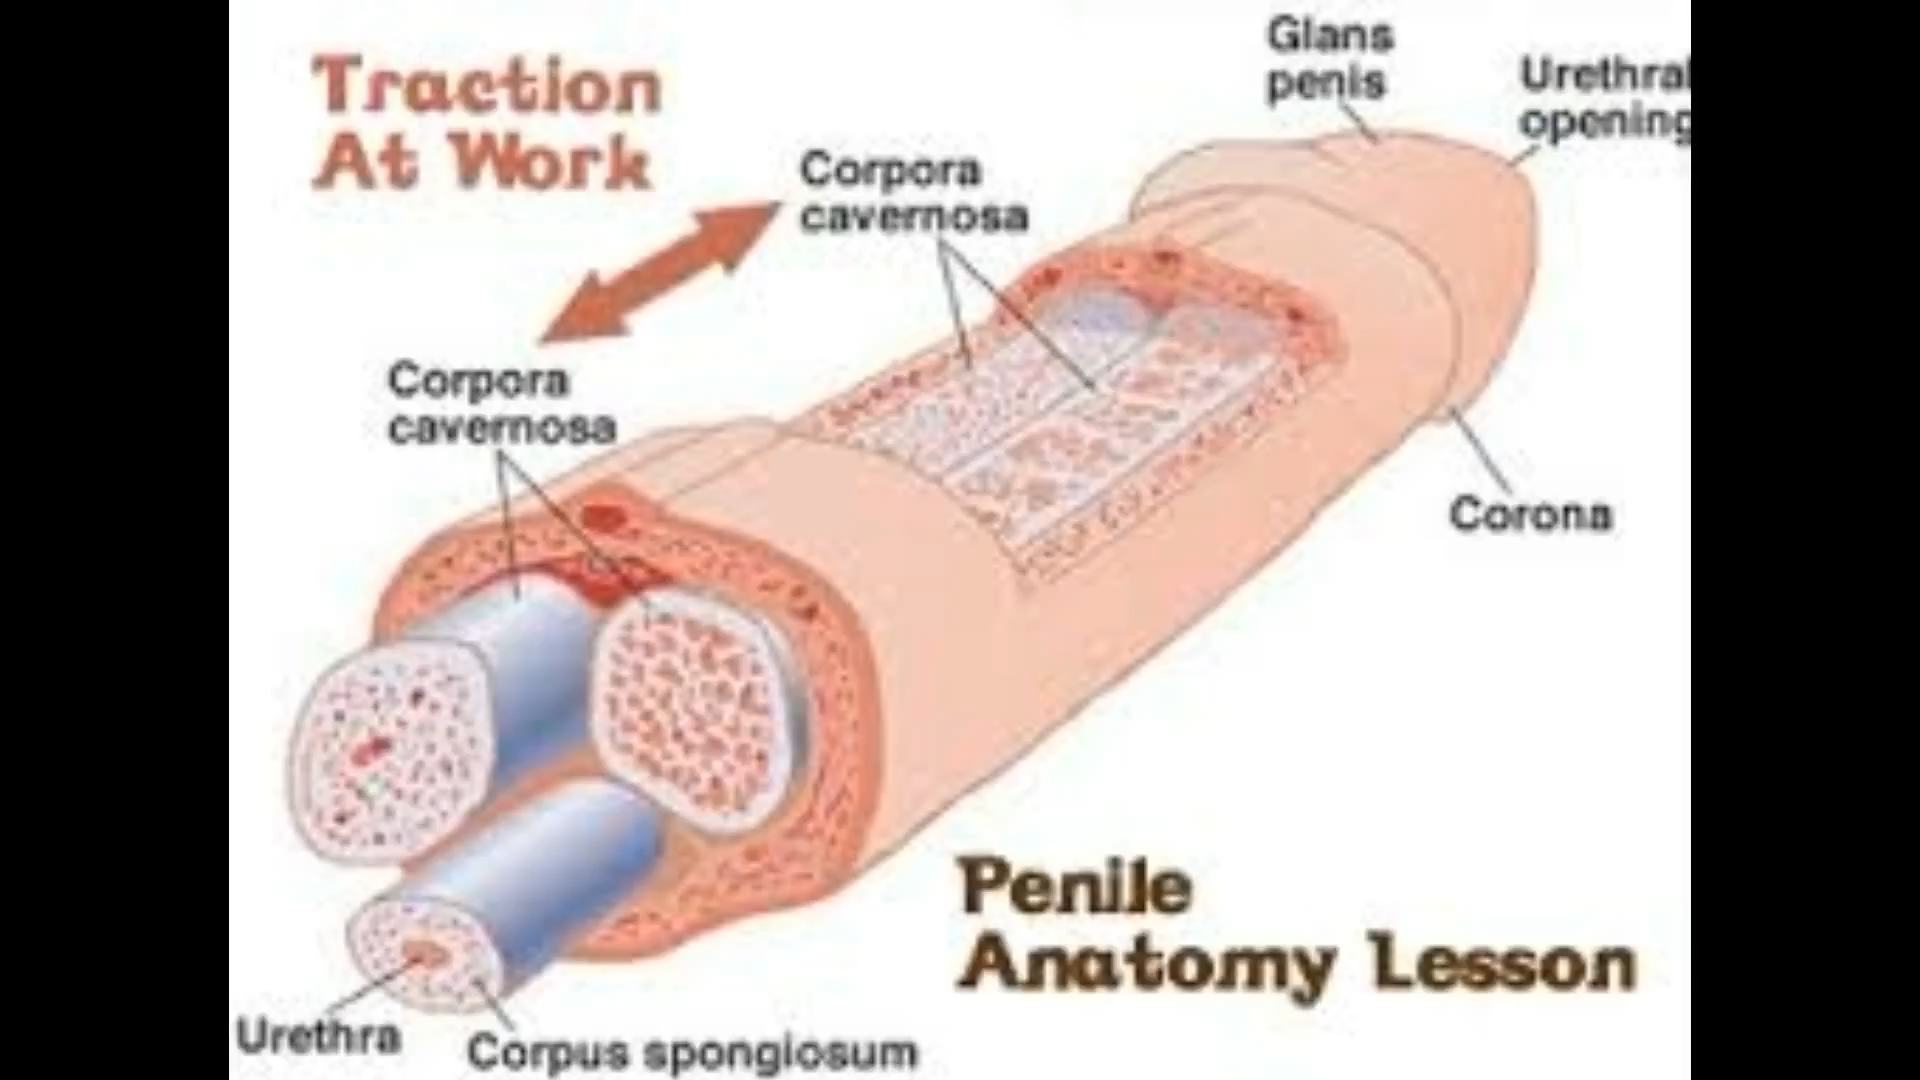 Traction
At Work
Glans
penis
Urethral
opening
Corpora
cavernosa
Corpora
cavernosa
Corona
Penile
Anatomy Lesson
Urethra
Corpus spongiosum